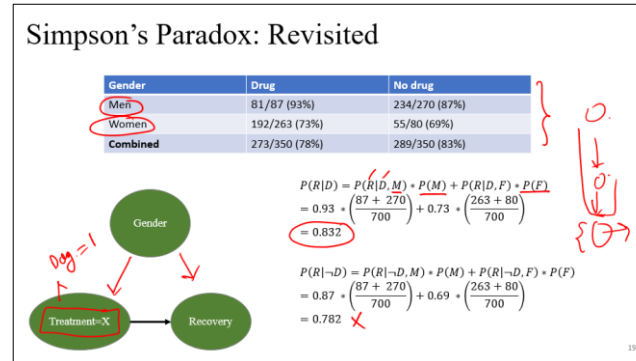 Simpson's Paradox: Revisited
Gender Drug No drug
Men 81/87 (93%) 234/270 (87%)
Women 192/263 (73%) 55/80 (69%)
Combined 273/350 (78%) 289/350 (83%)
P(R|D) = P(R|D, M) * P(M) + P(R|D, F) * P(F)
= 0.93 * ((87 + 270)/700) + 0.73 * ((263 + 80)/700)
= 0.832
P(R|¬D) = P(R|¬D, M) * P(M) + P(R|¬D, F) * P(F)
= 0.87 * ((87 + 270)/700) + 0.69 * ((263 + 80)/700)
= 0.782 x
Gender
Treatment=X
Recovery
19